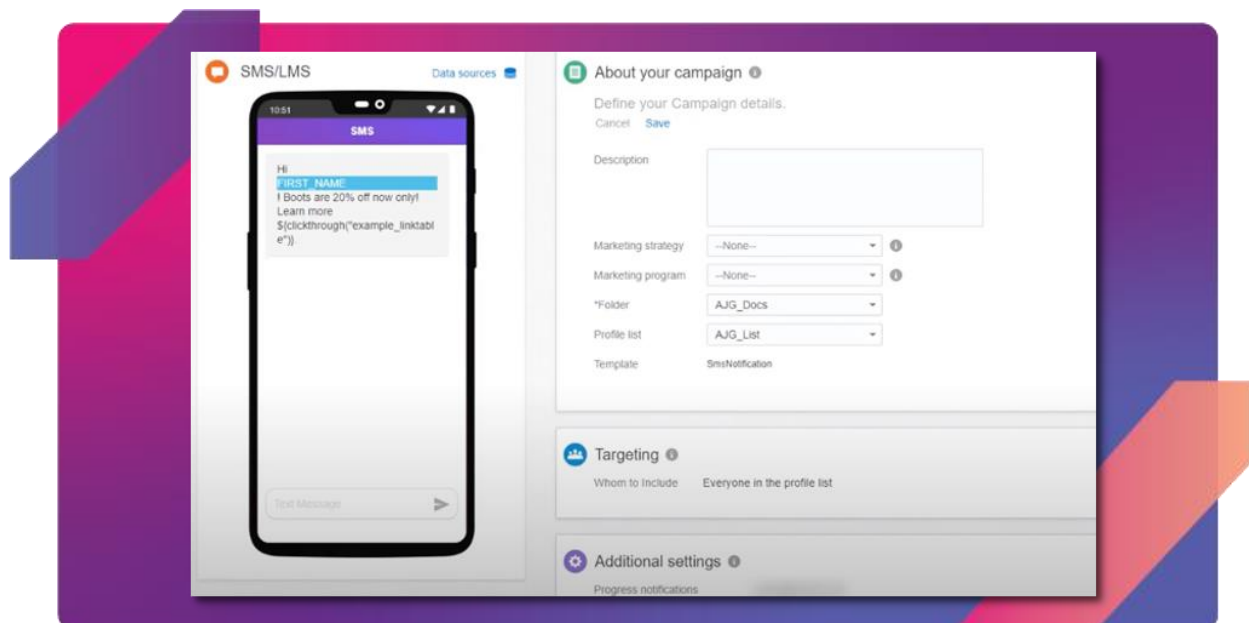 SMS/LMS
Data sources
10:51
SMS
Hi
FIRST_NAME
! Boots are 20% off now only!
Learn more
${clickthrough("example_linktabl
e")}
Text Message
About your campaign
Define your Campaign details.
Cancel Save
Description
Marketing strategy --None--
Marketing program --None--
*Folder AJG_Docs
Profile list AJG_List
Template SmsNotification
Targeting
Whom to Include Everyone in the profile list
Additional settings
Progress notifications